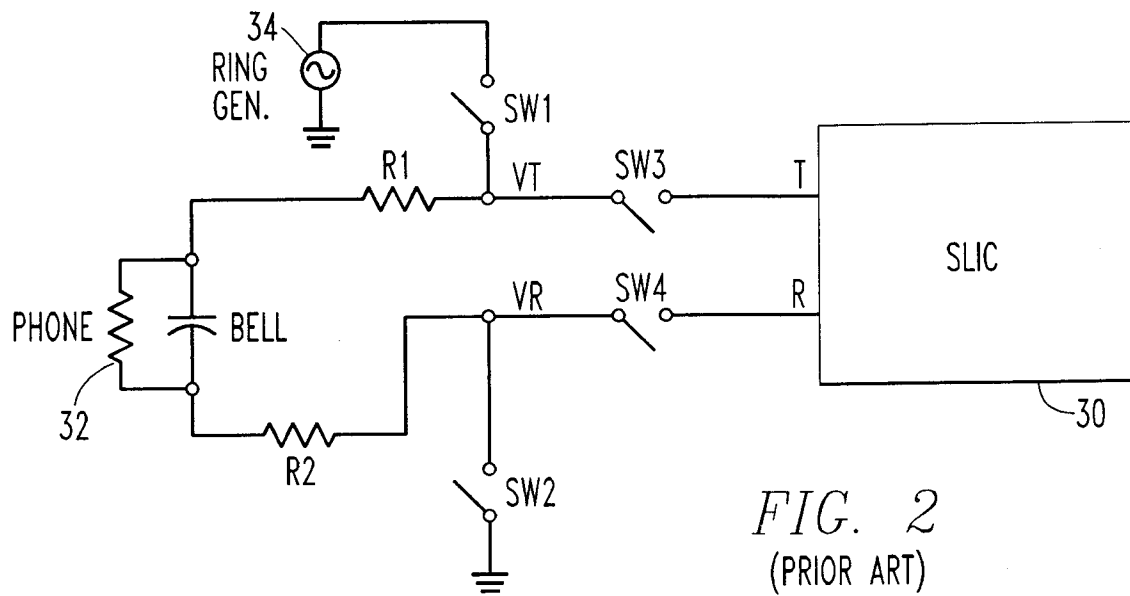 34
RING
GEN.
SW1
R1
VT
SW3
T
SLIC
PHONE
BELL
VR
SW4
R
32
R2
SW2
30
FIG. 2
(PRIOR ART)